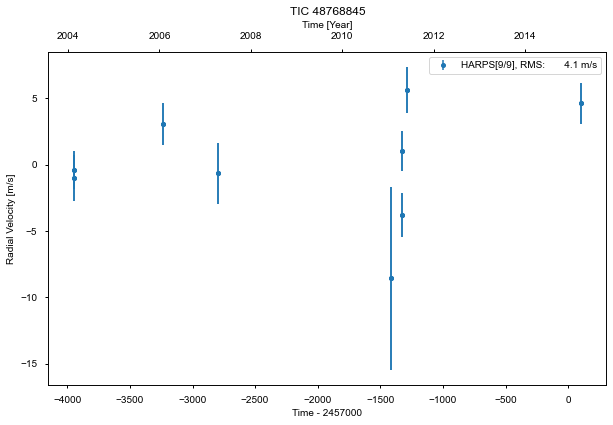 TIC 48768845
Time [Year]
2004 2006 2008 2010 2012 2014
HARPS[9/9], RMS: 4.1 m/s
5
0
−5
−10
−15
Radial Velocity [m/s]
−4000 −3500 −3000 −2500 −2000 −1500 −1000 −500 0
Time - 2457000